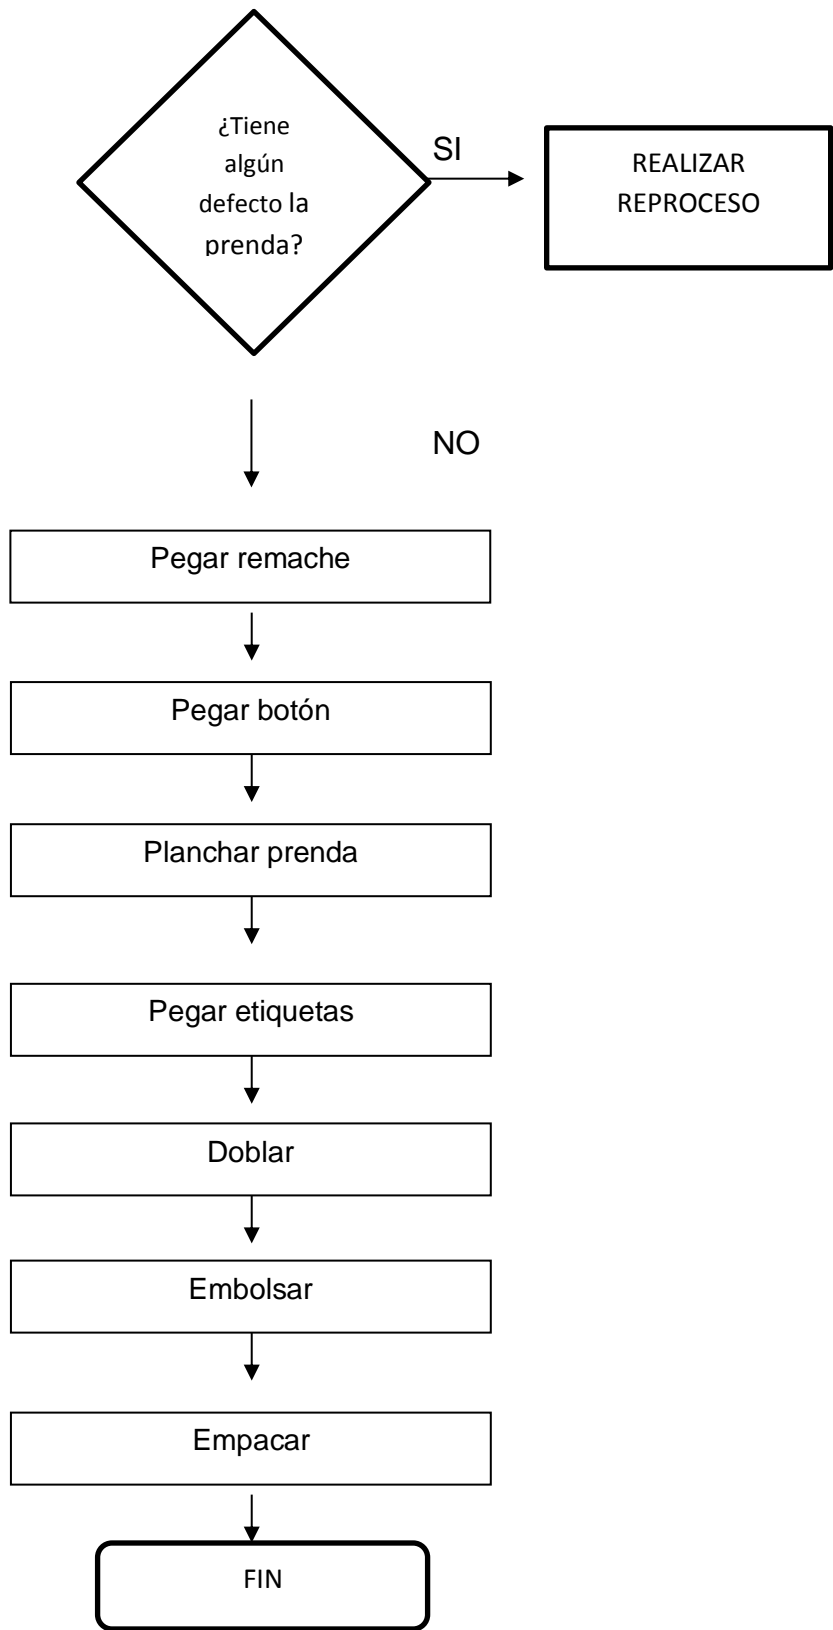 ¿Tiene
algún
defecto la
prenda?
SI
REALIZAR
REPROCESO
NO
Pegar remache
Pegar botón
Planchar prenda
Pegar etiquetas
Doblar
Embolsar
Empacar
FIN